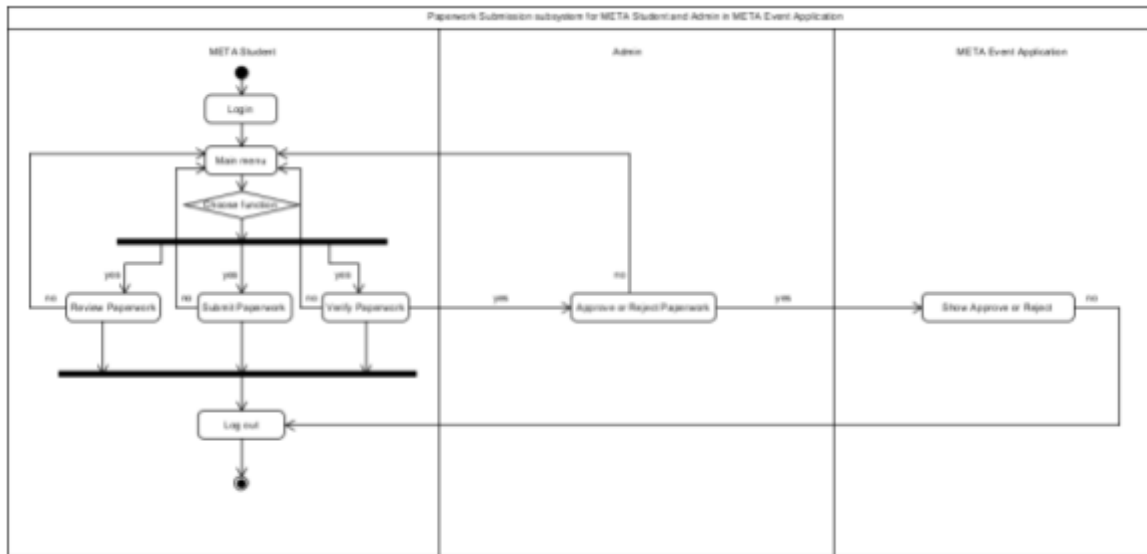 Paperwork Submission subsystem for META Student and Admin in META Event Application
META Student
Admin
META Event Application
Login
Main menu
Choose function
yes
yes
yes
no
no
no
no
no
Review Paperwork
Submit Paperwork
Verify Paperwork
yes
Approve or Reject Paperwork
yes
Show Approve or Reject
Log out